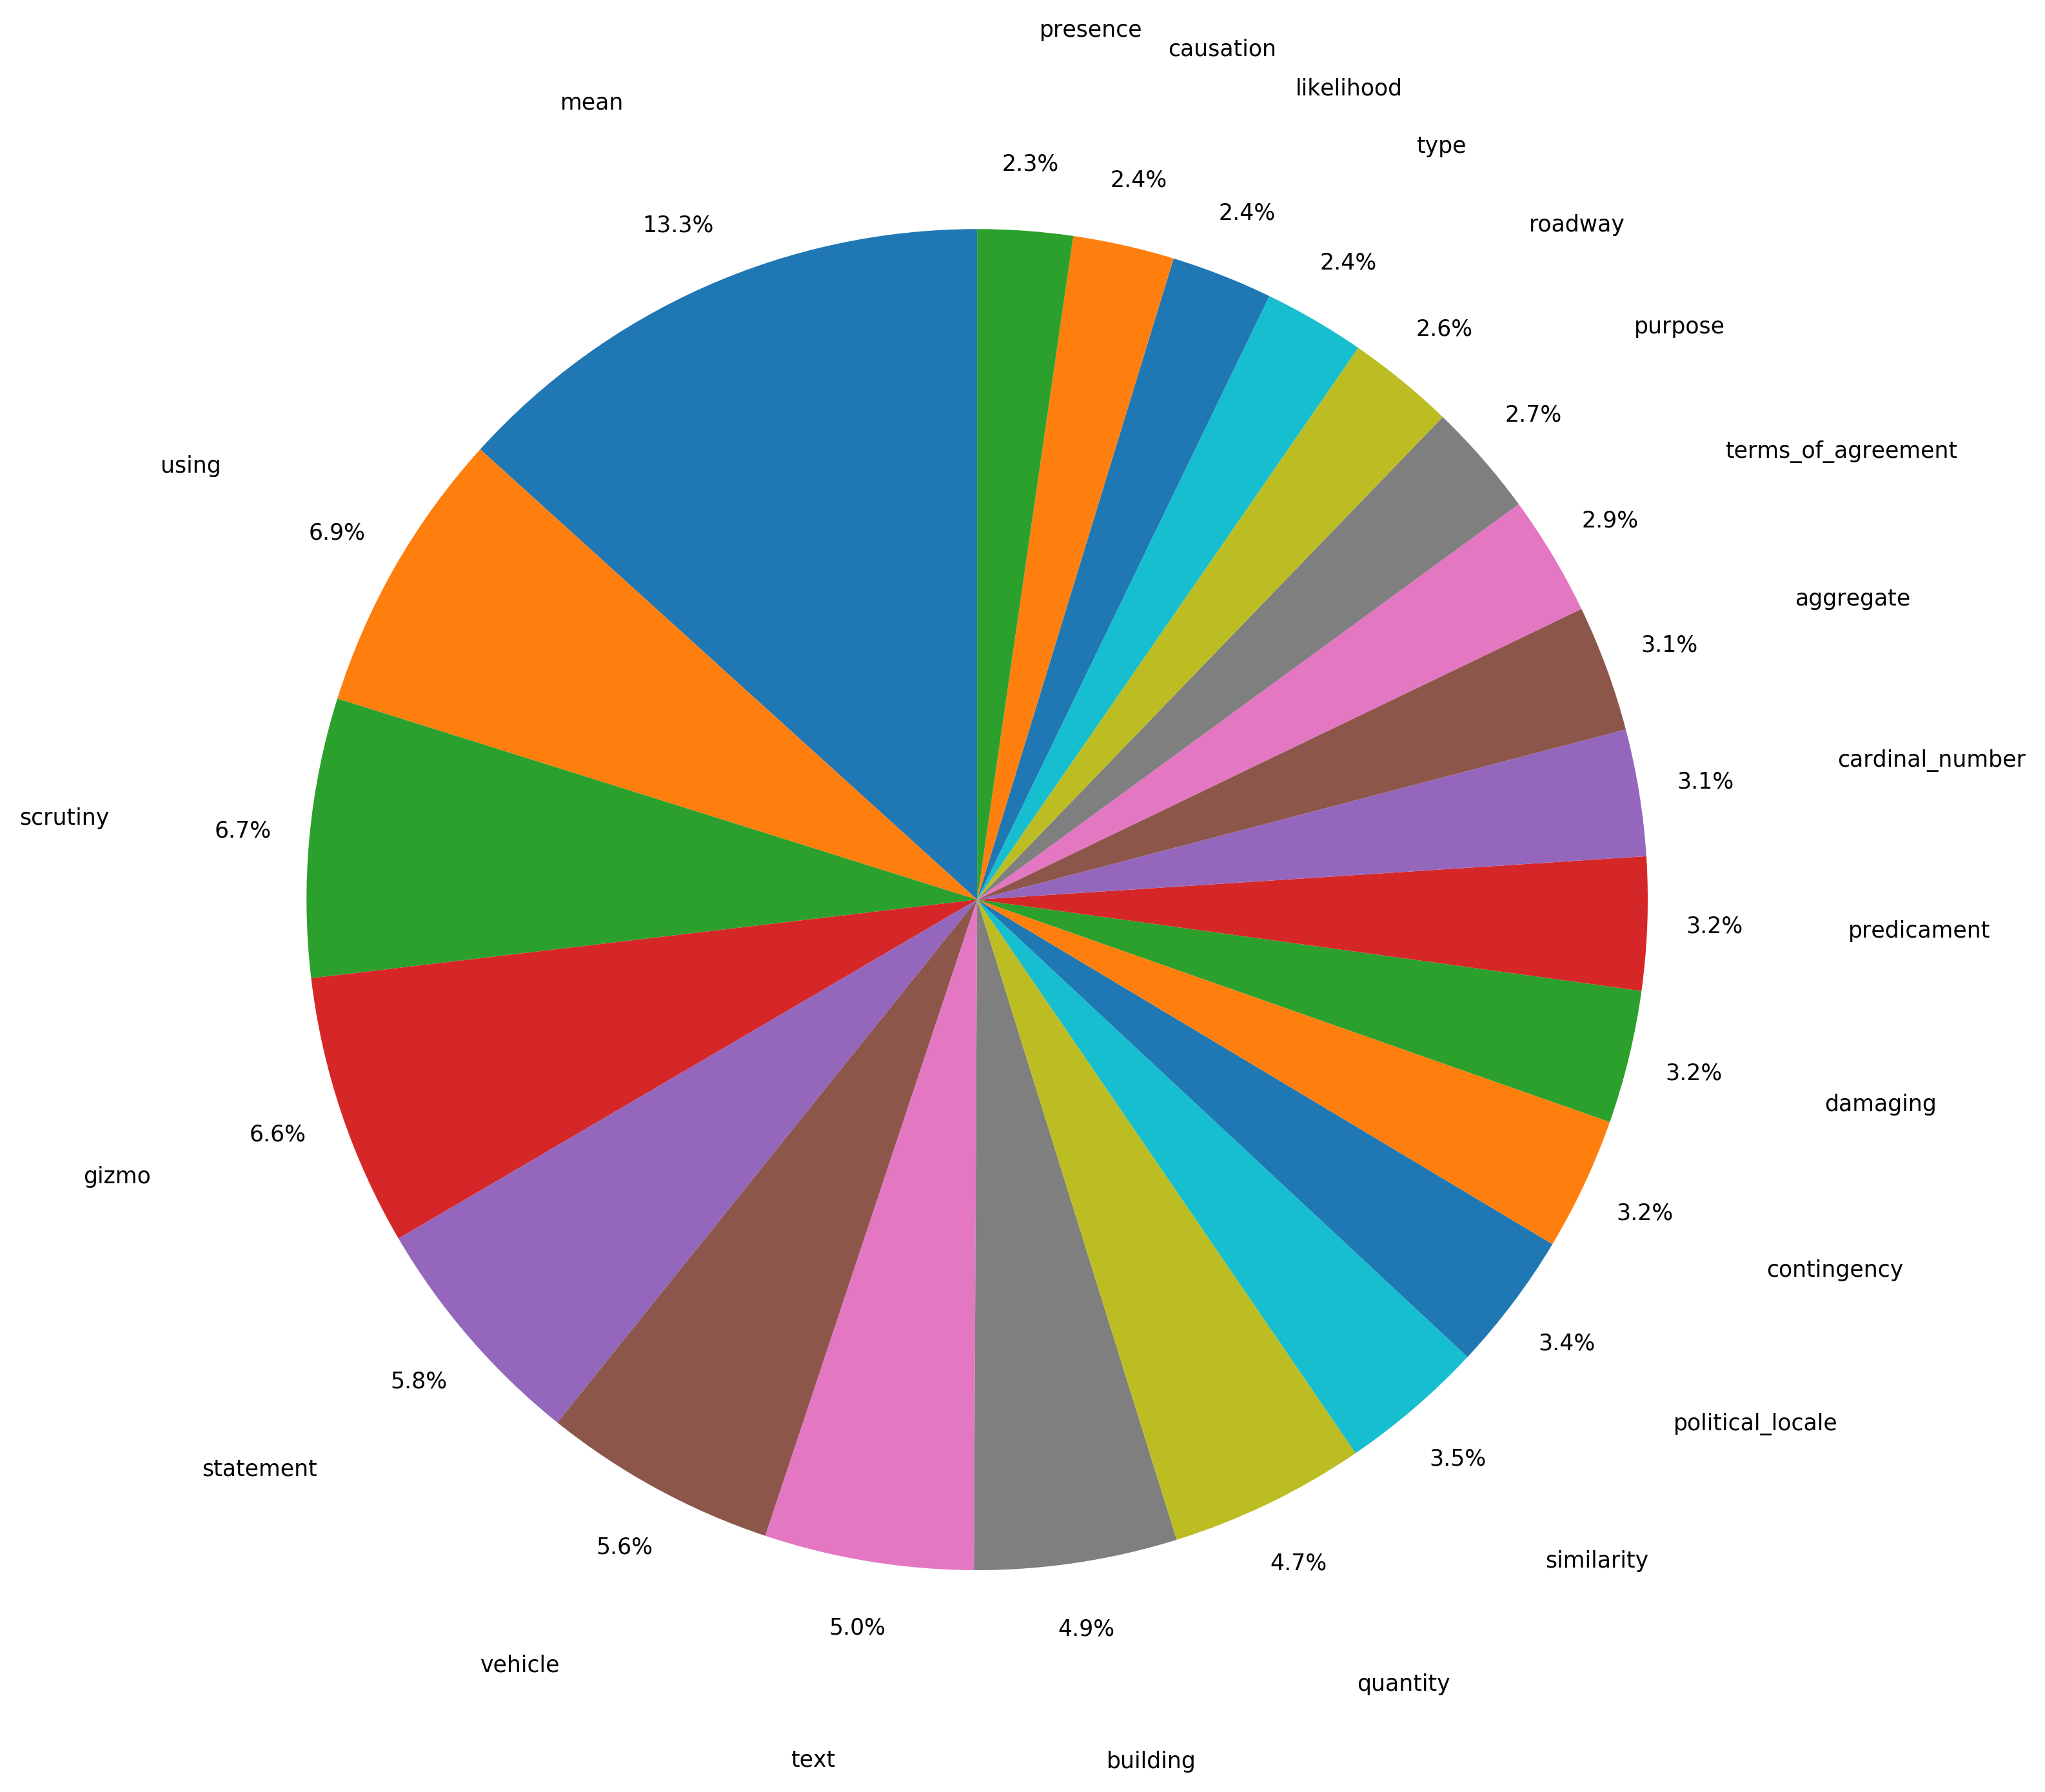 presence
causation
likelihood
mean
type
2.3%
2.4%
2.4%
13.3%
roadway
2.4%
2.6%
purpose
2.7%
terms_of_agreement
using
2.9%
6.9%
aggregate
3.1%
cardinal_number
3.1%
scrutiny
6.7%
3.2%
predicament
3.2%
damaging
6.6%
gizmo
3.2%
contingency
3.4%
5.8%
political_locale
3.5%
statement
5.6%
4.7%
similarity
5.0%
4.9%
vehicle
quantity
text
building